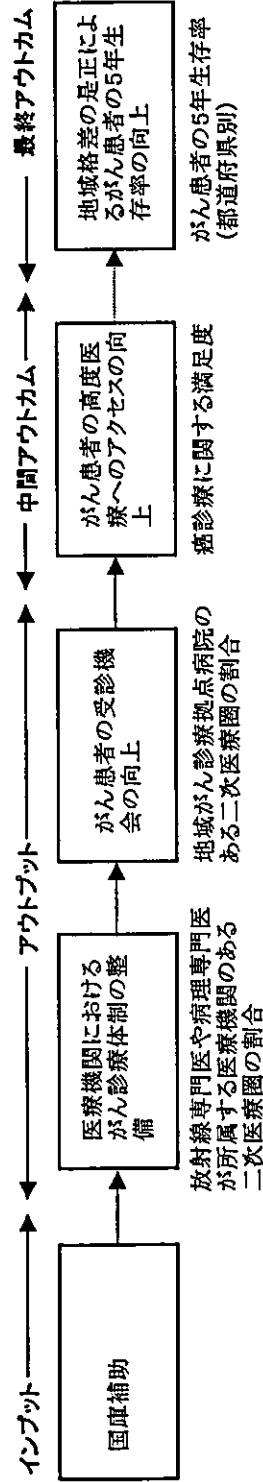 インプット
アウトプット
中間アウトカム
最終アウトカム
国庫補助
医療機関における
がん診療体制の整
備
がん患者の受診機
会の向上
がん患者の高度医
療へのアクセスの向
上
地域格差の是正によ
るがん患者の5年生
存率の向上
放射線専門医や病理専門医
が所属する医療機関のある
二次医療圏の割合
地域がん診療拠点病院の
ある二次医療圏の割合
癌診療に関する満足度
がん患者の5年生存率
(都道府県別)